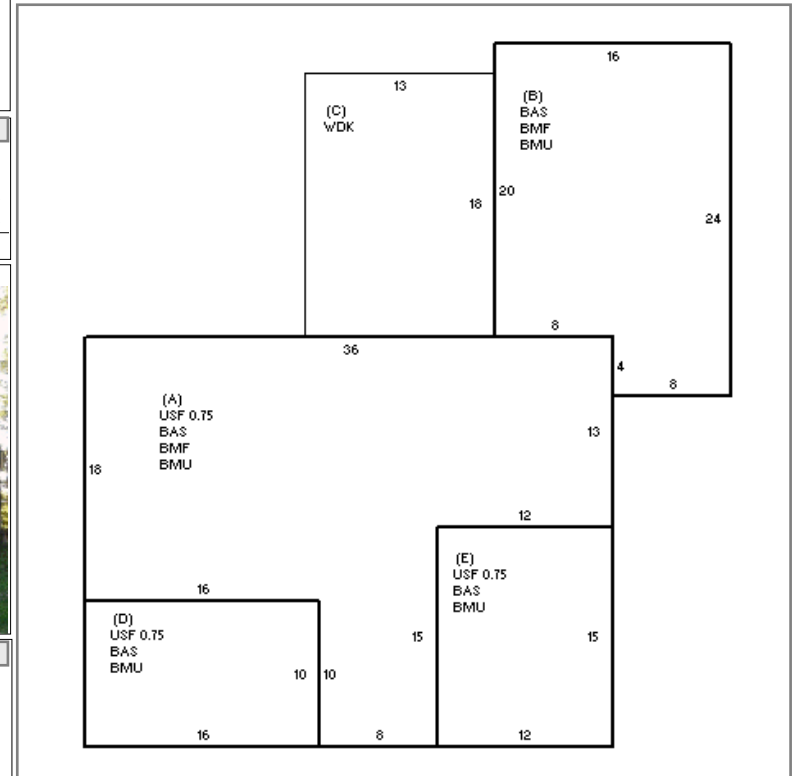 16
13
(B)
BAS
BMF
BMU
(C)
WDK
20
18
24
8
36
4
8
(A)
USF 0.75
BAS
BMF
BMU
13
18
12
(E)
USF 0.75
BAS
BMU
16
(D)
USF 0.75
BAS
BMU
15
15
10
10
16
8
12